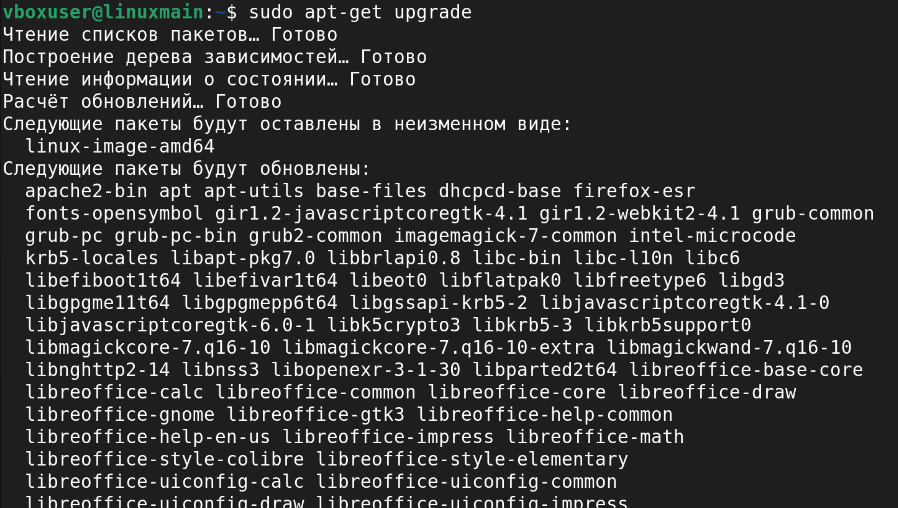 vboxuser@linuxmain:~$ sudo apt-get upgrade
Чтение списков пакетов… Готово
Построение дерева зависимостей… Готово
Чтение информации о состоянии… Готово
Расчёт обновлений… Готово
Следующие пакеты будут оставлены в неизменном виде:
linux-image-amd64
Следующие пакеты будут обновлены:
apache2-bin apt apt-utils base-files dhcpcd-base firefox-esr
fonts-opensymbol gir1.2-javascriptcoregtk-4.1 gir1.2-webkit2-4.1 grub-common
grub-pc grub-pc-bin grub2-common imagemagick-7-common intel-microcode
krb5-locales libapt-pkg7.0 libbrlapi0.8 libc-bin libc-l10n libc6
libefiboot1t64 libefivar1t64 libeot0 libflatpak0 libfreetype6 libgd3
libgpgme11t64 libgpgmepp6t64 libgssapi-krb5-2 libjavascriptcoregtk-4.1-0
libjavascriptcoregtk-6.0-1 libk5crypto3 libkrb5-3 libkrb5support0
libmagickcore-7.q16-10 libmagickcore-7.q16-10-extra libmagickwand-7.q16-10
libnghttp2-14 libnss3 libopenexr-3-1-30 libparted2t64 libreoffice-base-core
libreoffice-calc libreoffice-common libreoffice-core libreoffice-draw
libreoffice-gnome libreoffice-gtk3 libreoffice-help-common
libreoffice-help-en-us libreoffice-impress libreoffice-math
libreoffice-style-colibre libreoffice-style-elementary
libreoffice-uiconfig-calc libreoffice-uiconfig-common
libreoffice-uiconfig-draw libreoffice-uiconfig-impress